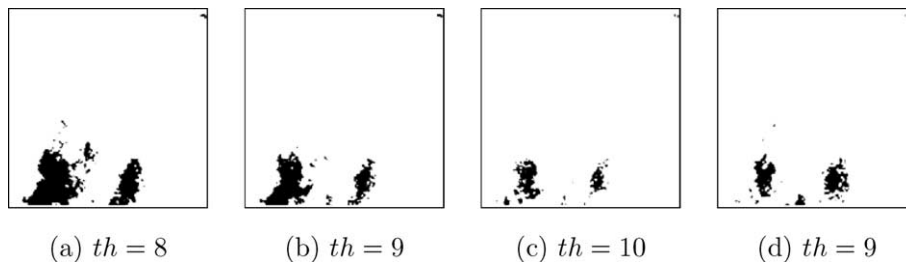 (a) th = 8 (b) th = 9 (c) th = 10 (d) th = 9